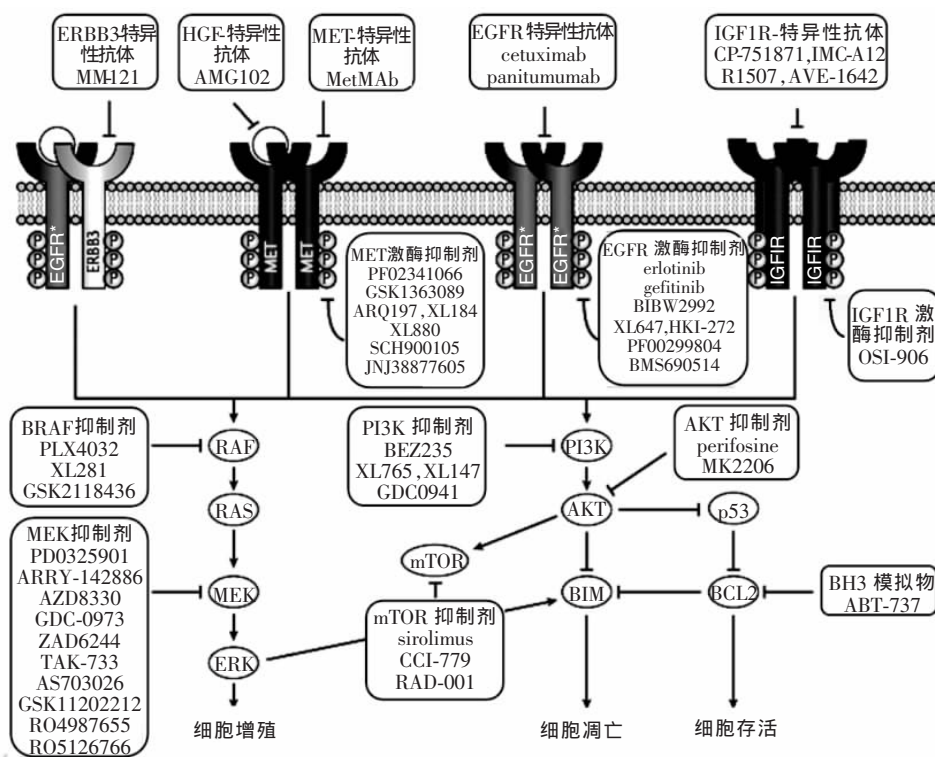 ERBB3特异
性抗体
MM-121
HGF-特异性
抗体
AMG102
MET-特异性
抗体
MetMAb
EGFR 特异性抗体
cetuximab
panitumumab
IGF1R-特异性抗体
CP-751871,IMC-A12
R1507,AVE-1642
EGFR*
ERBB3
P
P
P
P
P
P
MET
MET
P
P
P
P
P
P
EGFR*
EGFR*
P
P
P
P
P
P
IGFIR
IGFIR
P
P
P
P
P
P
MET激酶抑制剂
PF02341066
GSK1363089
ARQ197,XL184
XL880
SCH900105
JNJ38877605
EGFR 激酶抑制剂
erlotinib
gefitinib
BIBW2992
XL647,HKI-272
PF00299804
BMS690514
IGF1R 激
酶抑制剂
OSI-906
BRAF抑制剂
PLX4032
XL281
GSK2118436
RAF
PI3K 抑制剂
BEZ235
XL765,XL147
GDC0941
PI3K
AKT 抑制剂
perifosine
MK2206
RAS
AKT
p53
MEK抑制剂
PD0325901
ARRY-142886
AZD8330
GDC-0973
ZAD6244
TAK-733
AS703026
GSK11202212
RO4987655
RO5126766
mTOR
MEK
BIM
BCL2
BH3 模拟物
ABT-737
mTOR 抑制剂
sirolimus
CCI-779
RAD-001
ERK
细胞增殖
细胞凋亡
细胞存活